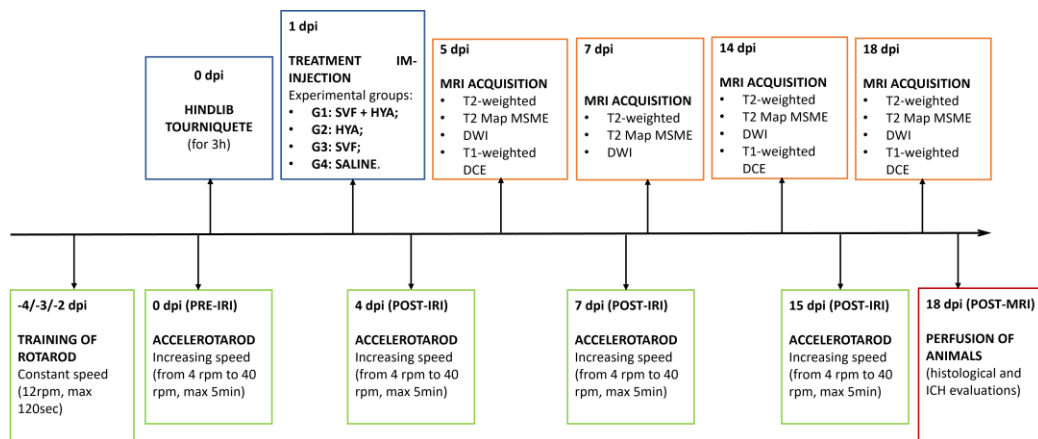 0 dpi
HINDLIB
TOURNIQUETE
(for 3h)
1 dpi
TREATMENT IM-
INJECTION
Experimental groups:
• G1: SVF + HYA;
• G2: HYA;
• G3: SVF;
• G4: SALINE.
5 dpi
MRI ACQUISITION
• T2-weighted
• T2 Map MSME
• DWI
• T1-weighted
DCE
7 dpi
MRI ACQUISITION
• T2-weighted
• T2 Map MSME
• DWI
14 dpi
MRI ACQUISITION
• T2-weighted
• T2 Map MSME
• DWI
• T1-weighted
DCE
18 dpi
MRI ACQUISITION
• T2-weighted
• T2 Map MSME
• DWI
• T1-weighted
DCE
-4/-3/-2 dpi
TRAINING OF
ROTAROD
Constant speed
(12rpm, max
120sec)
0 dpi (PRE-IRI)
ACCELEROTAROD
Increasing speed
(from 4 rpm to 40
rpm, max 5min)
4 dpi (POST-IRI)
ACCELEROTAROD
Increasing speed
(from 4 rpm to 40
rpm, max 5min)
7 dpi (POST-IRI)
ACCELEROTAROD
Increasing speed
(from 4 rpm to 40
rpm, max 5min)
15 dpi (POST-IRI)
ACCELEROTAROD
Increasing speed
(from 4 rpm to 40
rpm, max 5min)
18 dpi (POST-MRI)
PERFUSION OF
ANIMALS
(histological and
ICH evaluations)